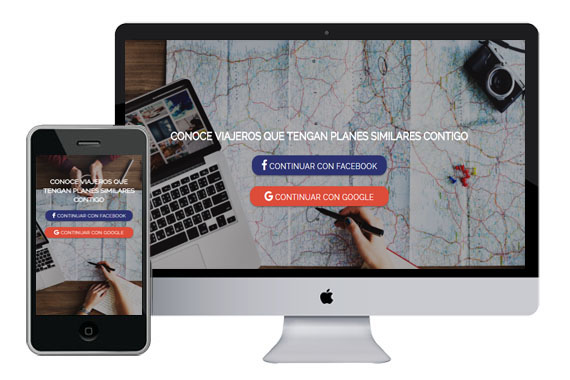 CONOCE VIAJEROS QUE TENGAN PLANES SIMILARES CONTIGO
f CONTINUAR CON FACEBOOK
G CONTINUAR CON GOOGLE
CONOCE VIAJEROS QUE
TENGAN PLANES SIMILARES
CONTIGO
f CONTINUAR CON FACEBOOK
G CONTINUAR CON GOOGLE